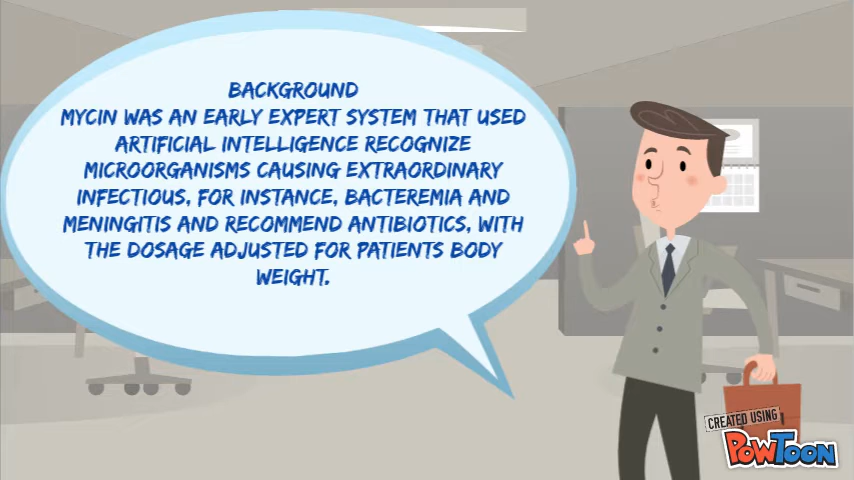 BACKGROUND
MYCIN WAS AN EARLY EXPERT SYSTEM THAT USED
ARTIFICIAL INTELLIGENCE RECOGNIZE
MICROORGANISMS CAUSING EXTRAORDINARY
INFECTIOUS, FOR INSTANCE, BACTEREMIA AND
MENINGITIS AND RECOMMEND ANTIBIOTICS, WITH
THE DOSAGE ADJUSTED FOR PATIENTS BODY
WEIGHT.
CREATED USING
POWTOON